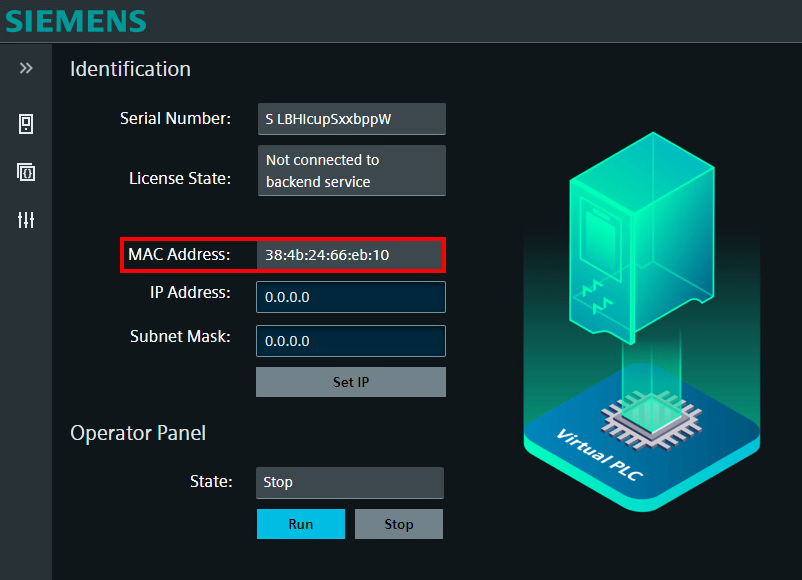 SIEMENS
Identification
Serial Number: S LBHIcupSxxbppW
License State: Not connected to
backend service
MAC Address: 38:4b:24:66:eb:10
IP Address: 0.0.0.0
Subnet Mask: 0.0.0.0
Set IP
Operator Panel
State: Stop
Run Stop
Virtual PLC